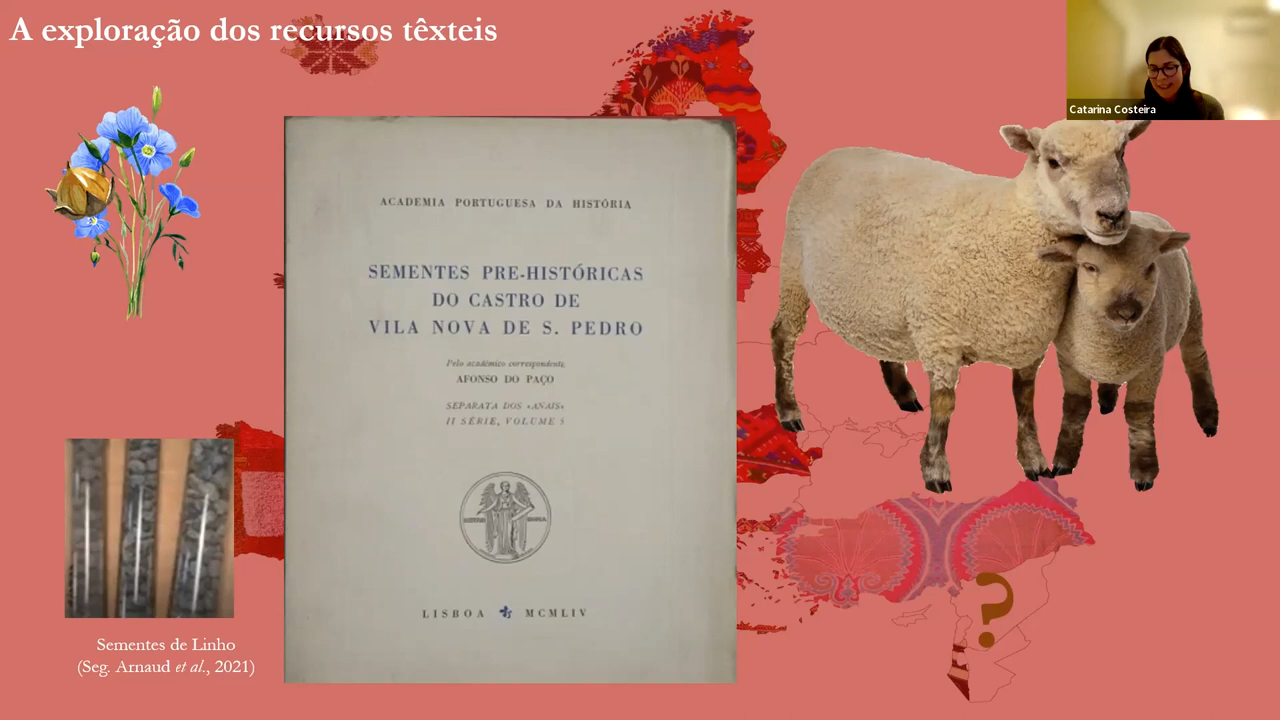 A exploração dos recursos têxteis
Catarina Costeira
ACADEMIA PORTUGUESA DA HISTÓRIA
SEMENTES PRE-HISTÓRICAS
DO CASTRO DE
VILA NOVA DE S. PEDRO
Pelo académico correspondente
AFONSO DO PAÇO
SEPARATA DOS «ANAIS»
II SÉRIE, VOLUME 5
LISBOA MCMLIV
Sementes de Linho
(Seg. Arnaud et al., 2021)
?